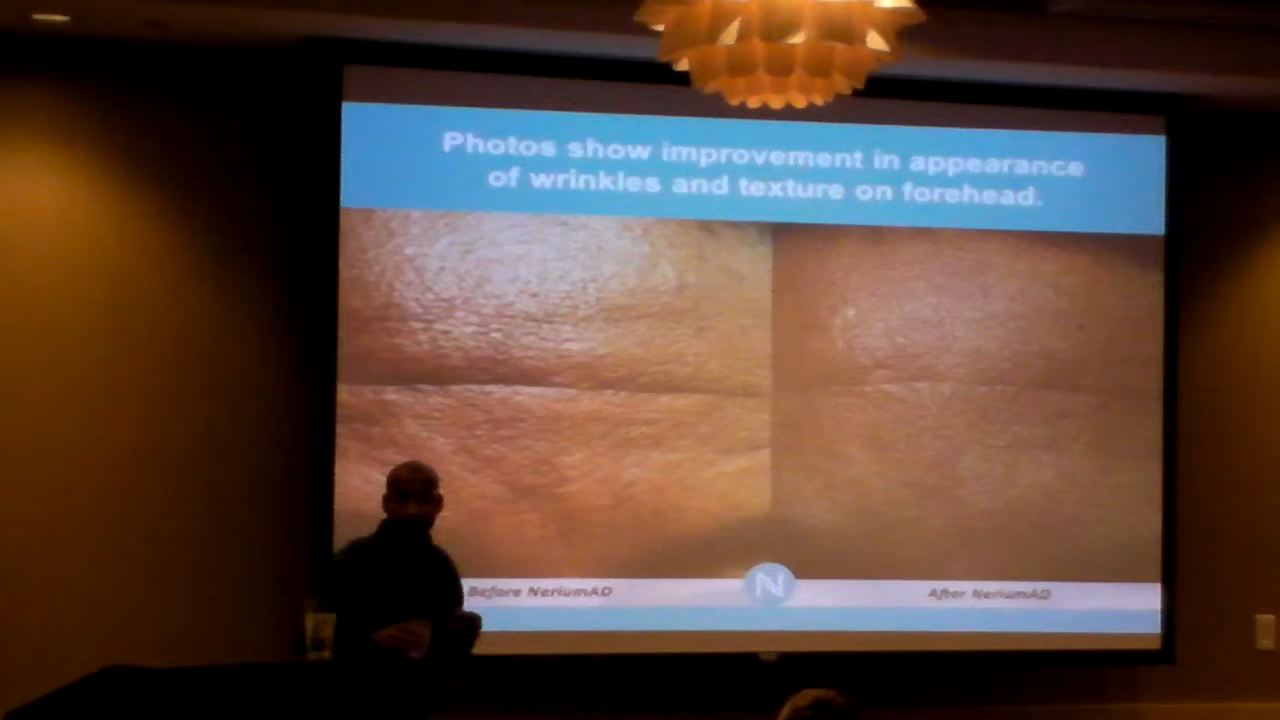 Photos show improvement in appearance
of wrinkles and texture on forehead.
Before NeriumAD
N
After NeriumAD